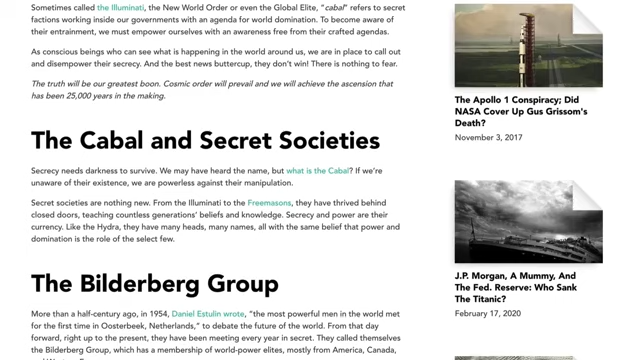 Sometimes called the Illuminati, the New World Order or even the Global Elite, "cabal" refers to secret
factions working inside our governments with an agenda for world domination. To become aware of
their entrainment, we must empower ourselves with an awareness free from their crafted agendas.
As conscious beings who can see what is happening in the world around us, we are in place to call out
and disempower their secrecy. And the best news buttercup, they don't win! There is nothing to fear.
The truth will be our greatest boon. Cosmic order will prevail and we will achieve the ascension that
has been 25,000 years in the making.
The Cabal and Secret Societies
Secrecy needs darkness to survive. We may have heard the name, but what is the Cabal? If we're
unaware of their existence, we are powerless against their manipulation.
Secret societies are nothing new. From the Illuminati to the Freemasons, they have thrived behind
closed doors, teaching countless generations' beliefs and knowledge. Secrecy and power are their
currency. Like the Hydra, they have many heads, many names, all with the same belief that power and
domination is the role of the select few.
The Bilderberg Group
More than a half-century ago, in 1954, Daniel Estulin wrote, "the most powerful men in the world met
for the first time in Oosterbeek, Netherlands," to debate the future of the world. From that day
forward, right up to the present, they have been meeting every year in secret. They called themselves
the Bilderberg Group, which has a membership of world-power elites, mostly from America, Canada,
The Apollo 1 Conspiracy; Did
NASA Cover Up Gus Grissom's
Death?
November 3, 2017
J.P. Morgan, A Mummy, And
The Fed. Reserve: Who Sank
The Titanic?
February 17, 2020